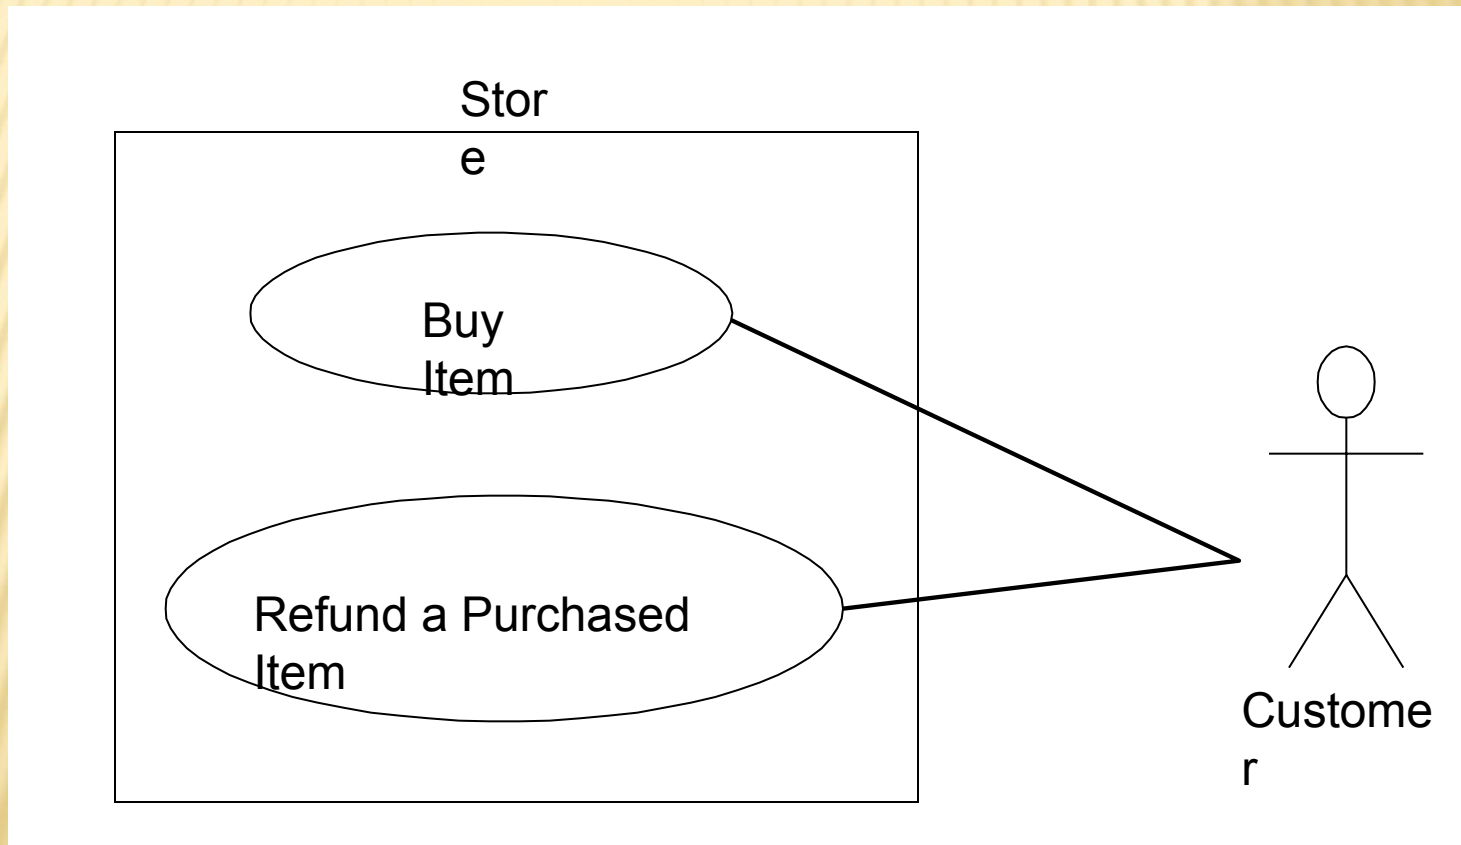 Stor
e
Buy
Item
Refund a Purchased
Item
Custome
r